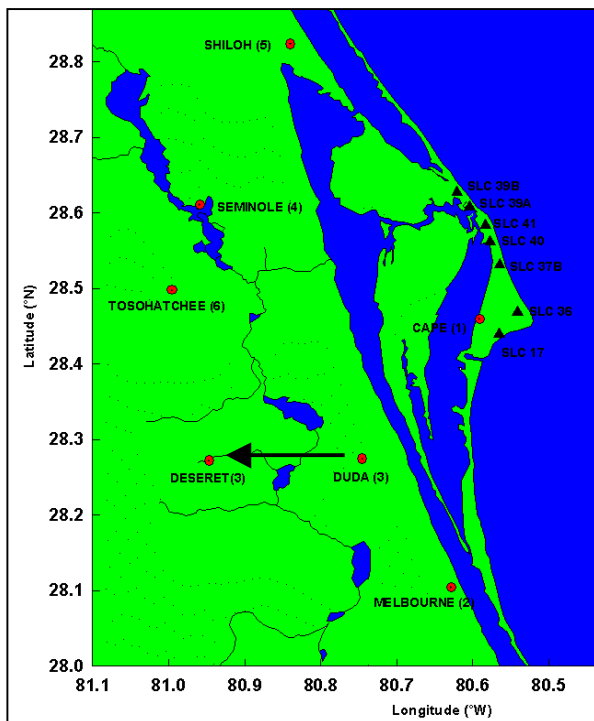 28.8
28.7
28.6
28.5
28.4
28.3
28.2
28.1
28.0
Latitude (°N)
SHILOH (5)
SLC 39B
SLC 39A
SEMINOLE (4)
SLC 41
SLC 40
SLC 37B
TOSOHATCHEE (6)
SLC 36
CAPE (1)
SLC 17
DESERET(3)
DUDA (3)
MELBOURNE (2)
81.1
81.0
80.9
80.8
80.7
80.6
80.5
Longitude (°W)